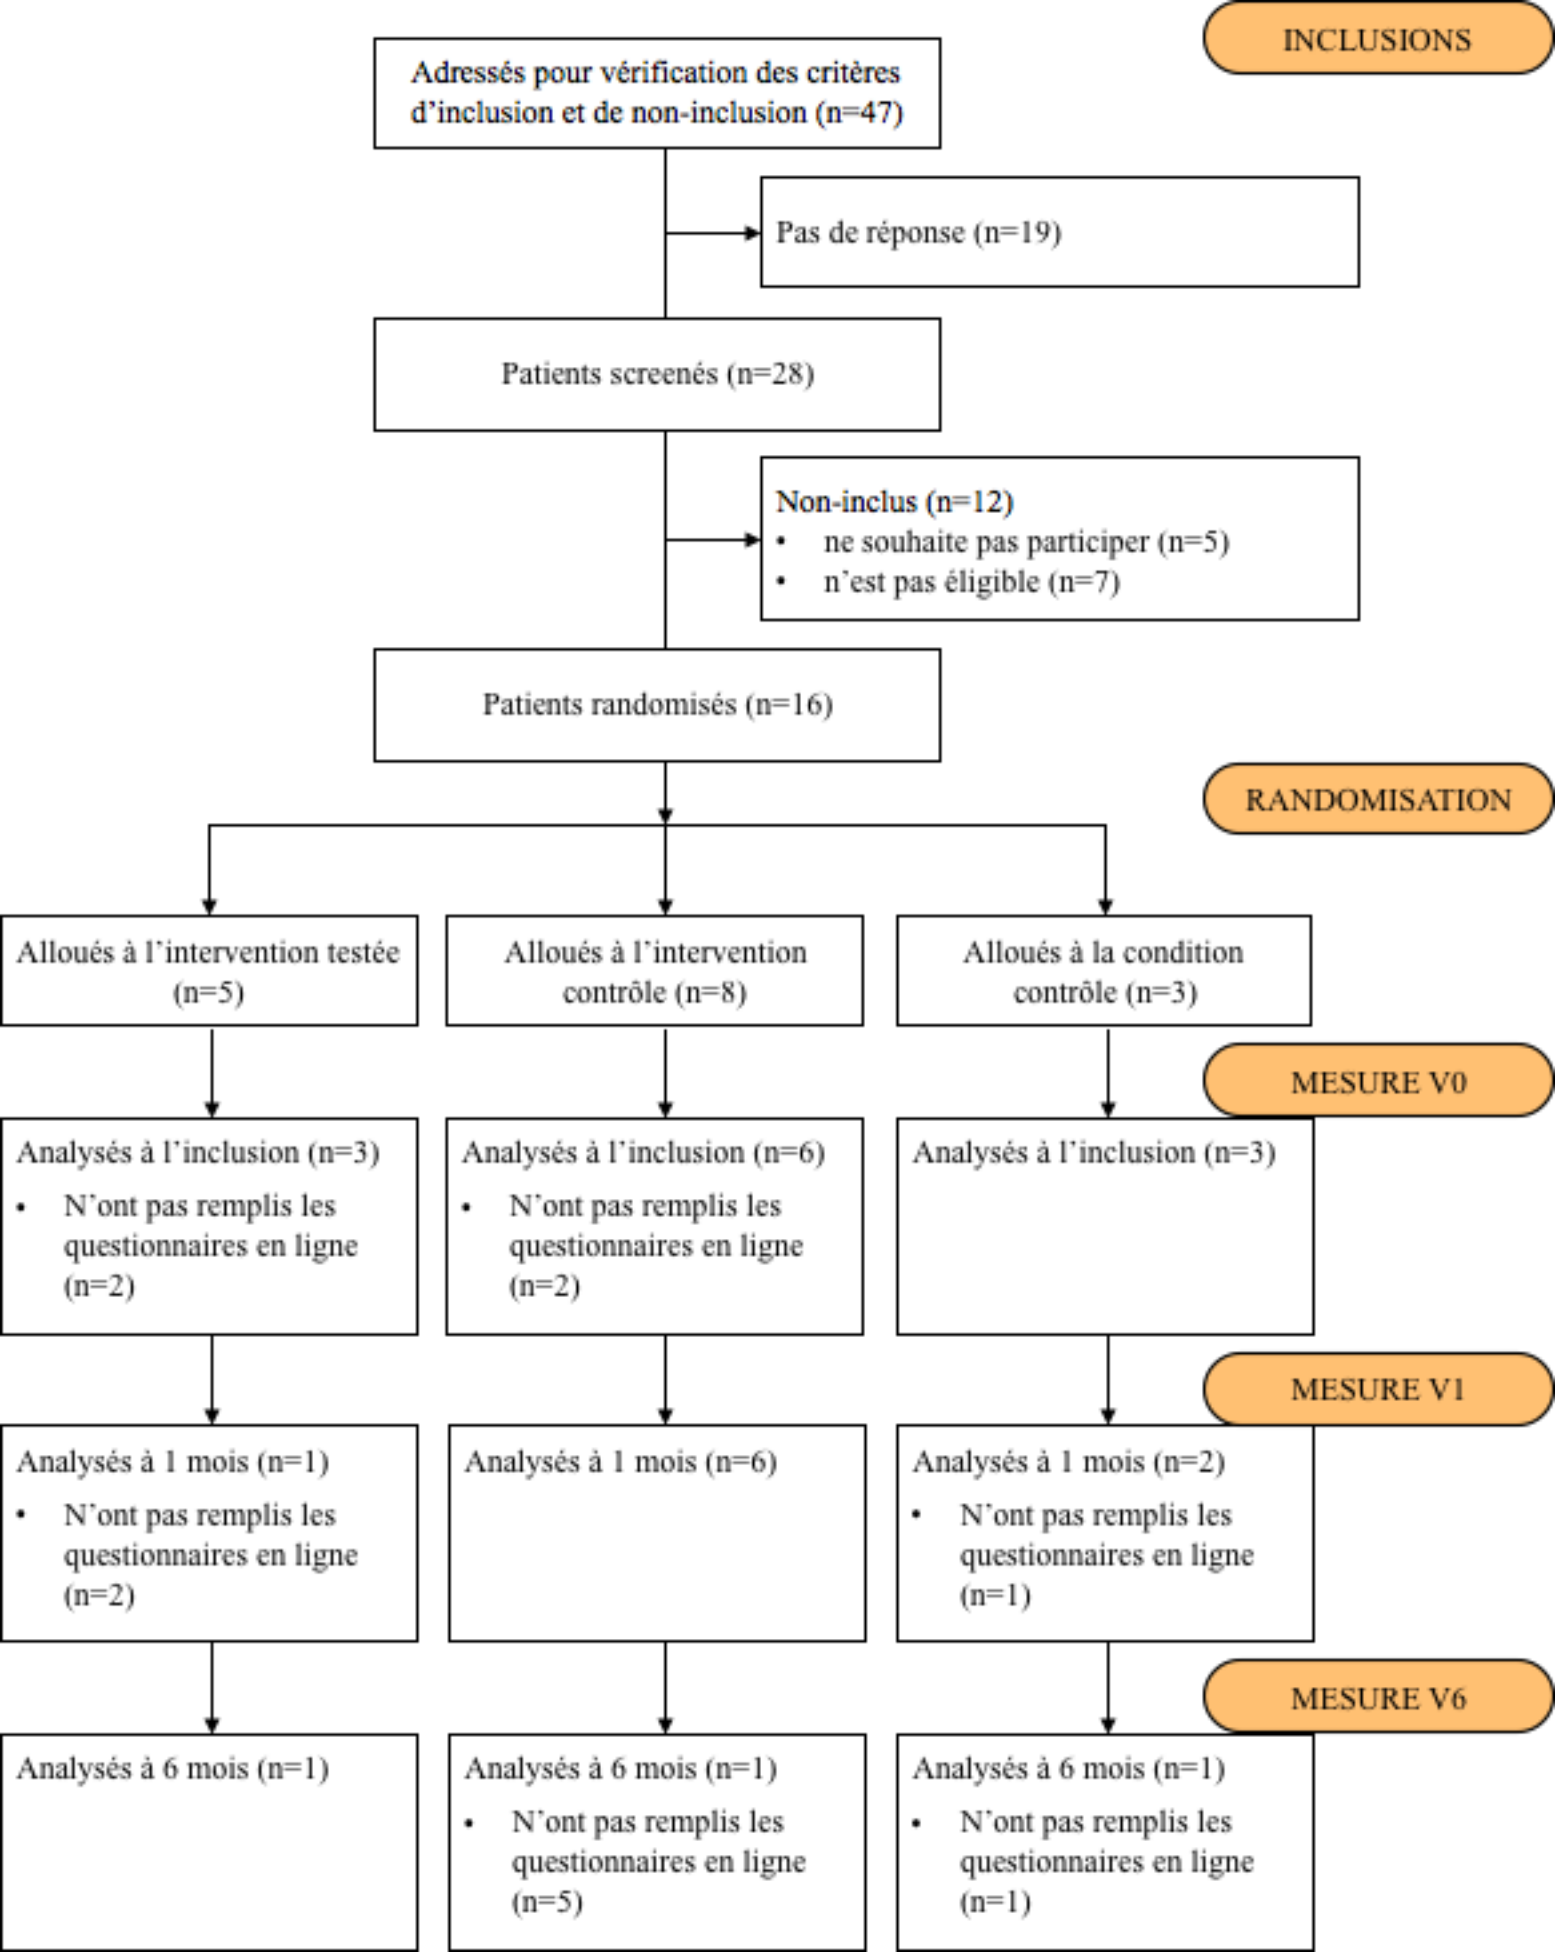 INCLUSIONS
Adressés pour vérification des critères
d’inclusion et de non-inclusion (n=47)
Pas de réponse (n=19)
Patients screenés (n=28)
Non-inclus (n=12)
• ne souhaite pas participer (n=5)
• n’est pas éligible (n=7)
Patients randomisés (n=16)
RANDOMISATION
Alloués à l’intervention testée
(n=5)
Alloués à l’intervention
contrôle (n=8)
Alloués à la condition
contrôle (n=3)
MESURE V0
Analysés à l’inclusion (n=3)
• N’ont pas remplis les
questionnaires en ligne
(n=2)
Analysés à l’inclusion (n=6)
• N’ont pas remplis les
questionnaires en ligne
(n=2)
Analysés à l’inclusion (n=3)
MESURE V1
Analysés à 1 mois (n=1)
• N’ont pas remplis les
questionnaires en ligne
(n=2)
Analysés à 1 mois (n=6)
Analysés à 1 mois (n=2)
• N’ont pas remplis les
questionnaires en ligne
(n=1)
MESURE V6
Analysés à 6 mois (n=1)
Analysés à 6 mois (n=1)
• N’ont pas remplis les
questionnaires en ligne
(n=5)
Analysés à 6 mois (n=1)
• N’ont pas remplis les
questionnaires en ligne
(n=1)